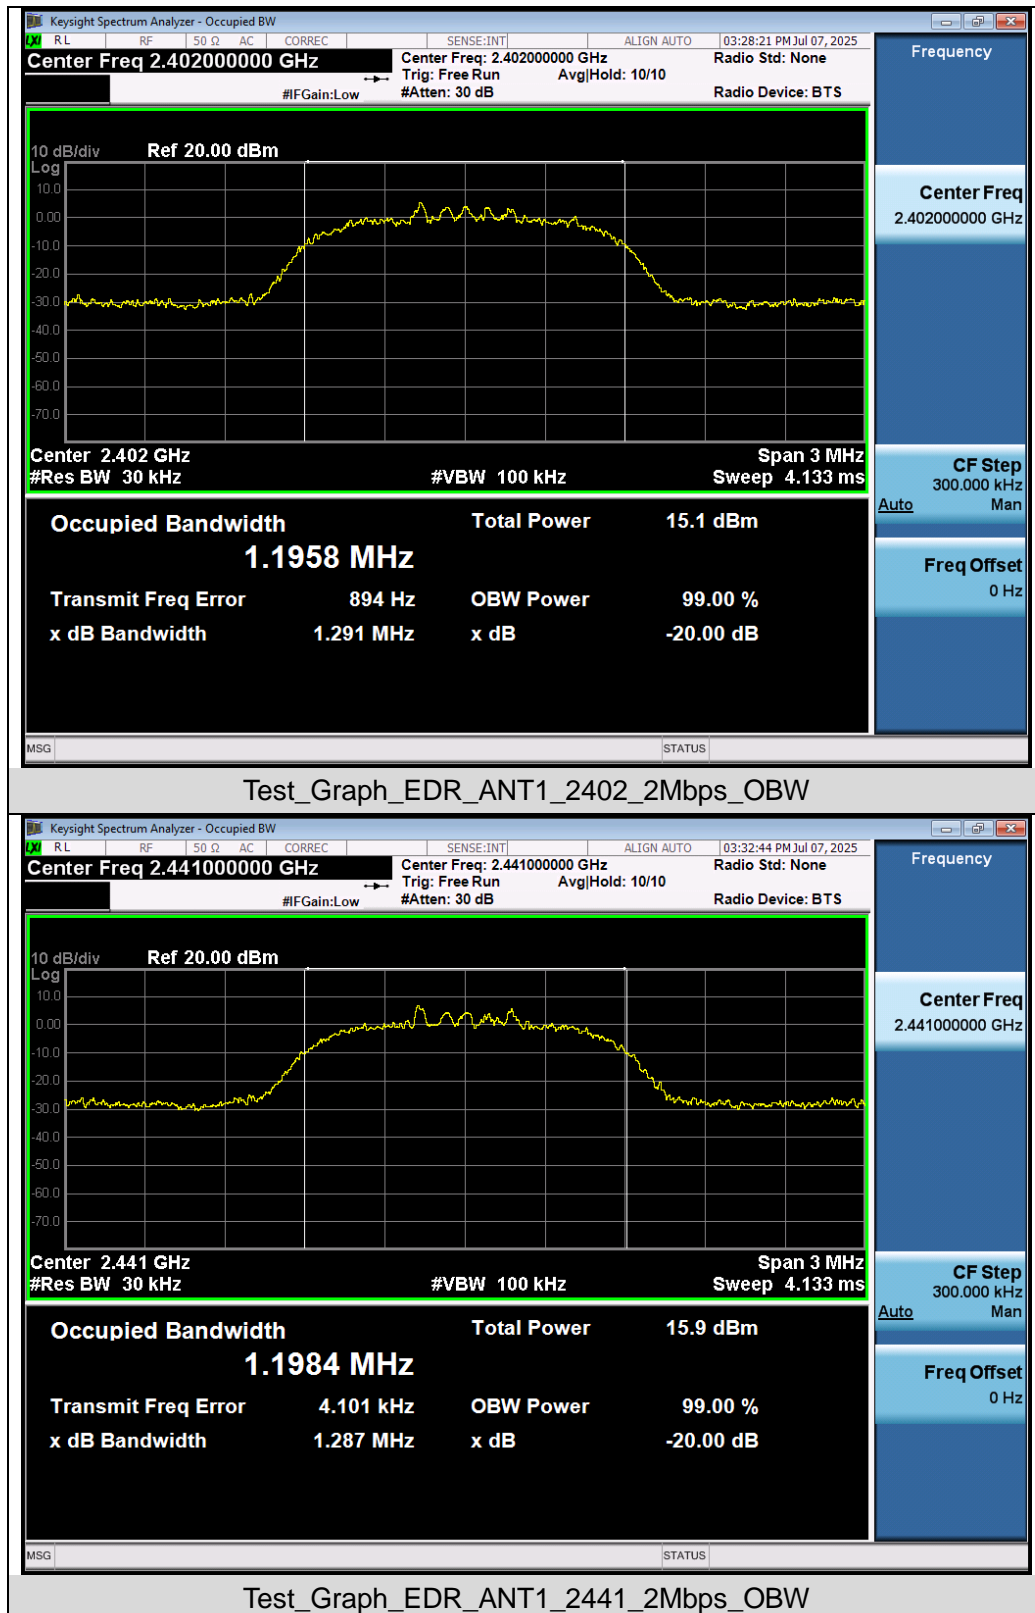 Keysight Spectrum Analyzer - Occupied BW
LXI RL RF 50 Ω AC CORREC SENSE:INT ALIGN AUTO 03:28:21 PM Jul 07, 2025
Center Freq 2.402000000 GHz
Center Freq: 2.402000000 GHz
Radio Std: None
Trig: Free Run Avg|Hold: 10/10
#IFGain:Low
#Atten: 30 dB
Radio Device: BTS
Frequency
10 dB/div Ref 20.00 dBm
Log
10.0
0.00
-10.0
-20.0
-30.0
-40.0
-50.0
-60.0
-70.0
Center 2.402 GHz Span 3 MHz
#Res BW 30 kHz #VBW 100 kHz Sweep 4.133 ms
Center Freq
2.402000000 GHz
CF Step
300.000 kHz
Auto Man
Freq Offset
0 Hz
Occupied Bandwidth Total Power 15.1 dBm
1.1958 MHz
Transmit Freq Error 894 Hz OBW Power 99.00 %
x dB Bandwidth 1.291 MHz x dB -20.00 dB
MSG STATUS
Test_Graph_EDR_ANT1_2402_2Mbps_OBW
Keysight Spectrum Analyzer - Occupied BW
LXI RL RF 50 Ω AC CORREC SENSE:INT ALIGN AUTO 03:32:44 PM Jul 07, 2025
Center Freq 2.441000000 GHz
Center Freq: 2.441000000 GHz
Radio Std: None
Trig: Free Run Avg|Hold: 10/10
#IFGain:Low
#Atten: 30 dB
Radio Device: BTS
Frequency
10 dB/div Ref 20.00 dBm
Log
10.0
0.00
-10.0
-20.0
-30.0
-40.0
-50.0
-60.0
-70.0
Center 2.441 GHz Span 3 MHz
#Res BW 30 kHz #VBW 100 kHz Sweep 4.133 ms
Center Freq
2.441000000 GHz
CF Step
300.000 kHz
Auto Man
Freq Offset
0 Hz
Occupied Bandwidth Total Power 15.9 dBm
1.1984 MHz
Transmit Freq Error 4.101 kHz OBW Power 99.00 %
x dB Bandwidth 1.287 MHz x dB -20.00 dB
MSG STATUS
Test_Graph_EDR_ANT1_2441_2Mbps_OBW